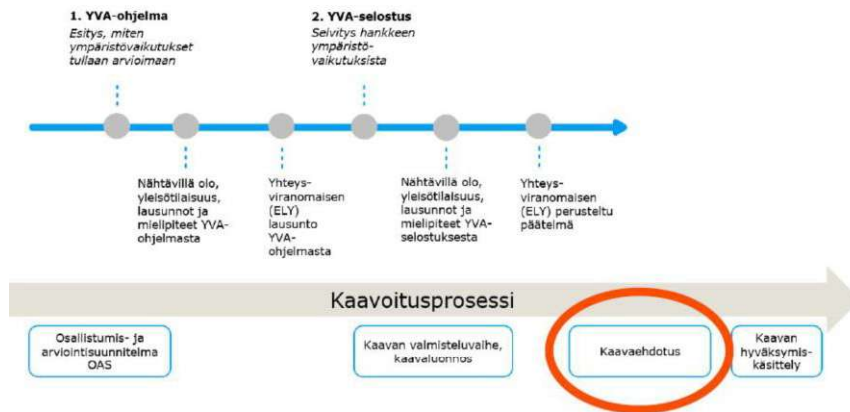 1. YVA-ohjelma
Esitys, miten
ympäristövaikutukset
tullaan arvioimaan
2. YVA-selostus
Selvitys hankkeen
ympäristö-
vaikutuksista
Nähtävillä olo,
yleisötilaisuus,
lausunnot ja
mielipiteet YVA-
ohjelmasta
Yhteys-
viranomaisen
(ELY)
lausunto
YVA-
ohjelmasta
Nähtävillä olo,
yleisötilaisuus,
lausunnot ja
mielipiteet YVA-
selostuksesta
Yhteys-
viranomaisen
(ELY) perusteltu
päätelmä
Kaavoitusprosessi
Osallistumis- ja
arviointisuunnitelma
OAS
Kaavan valmisteluvaihe,
kaavaluonnos
Kaavaehdotus
Kaavan
hyväksymis-
käsittely